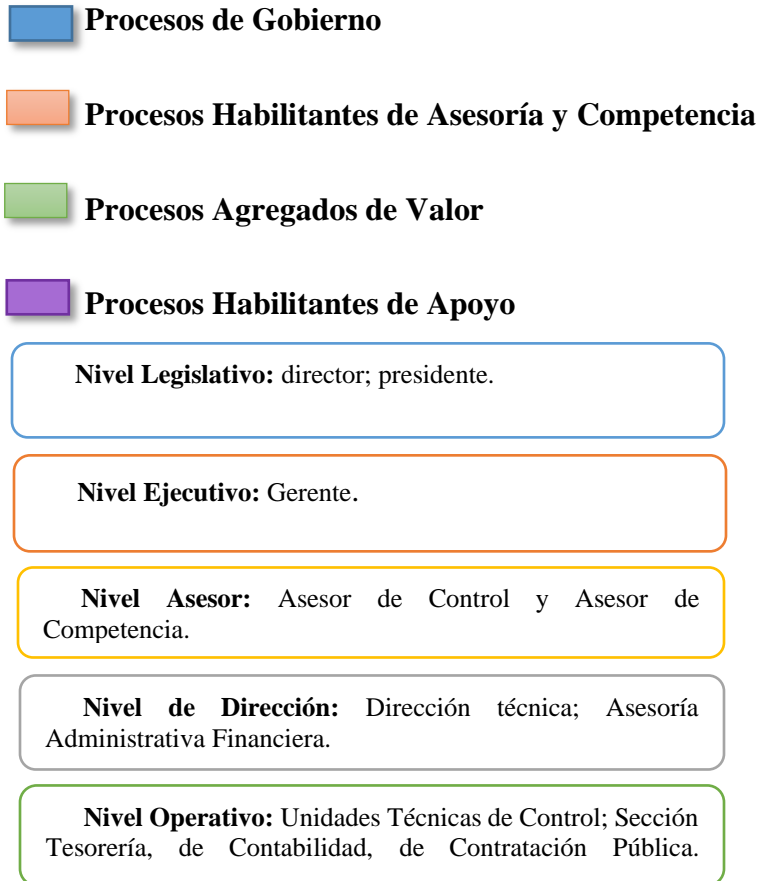 Procesos de Gobierno
Procesos Habilitantes de Asesoría y Competencia
Procesos Agregados de Valor
Procesos Habilitantes de Apoyo
Nivel Legislativo: director; presidente.
Nivel Ejecutivo: Gerente.
Nivel Asesor: Asesor de Control y Asesor de
Competencia.
Nivel de Dirección: Dirección técnica; Asesoría
Administrativa Financiera.
Nivel Operativo: Unidades Técnicas de Control; Sección
Tesorería, de Contabilidad, de Contratación Pública.